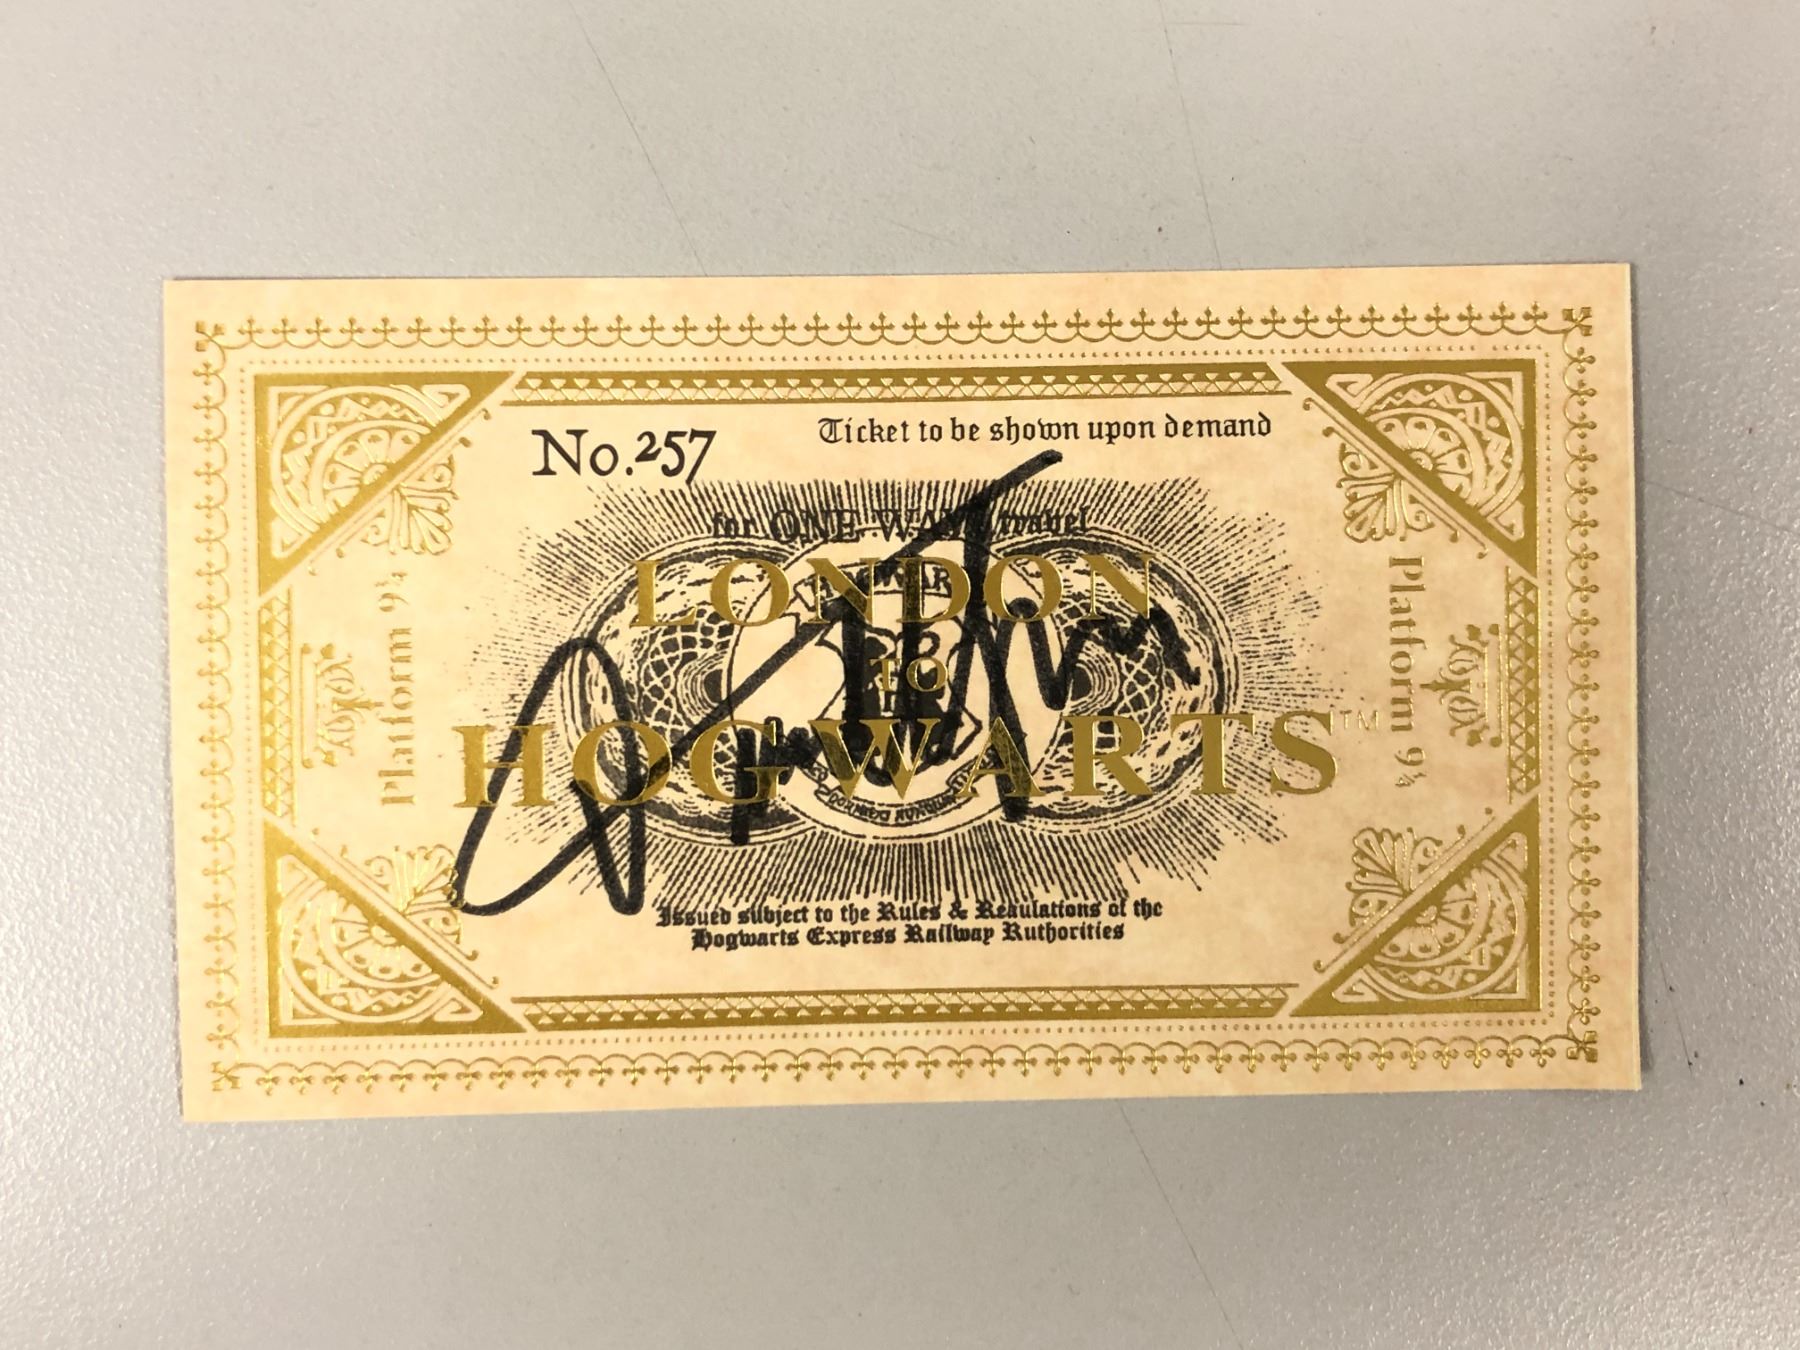 No.257
Ticket to be shown upon demand
for ONE WAY travel
LONDON
TO
HOGWARTS™
Platform 9¾
Platform 9¾
Issued subject to the Rules & Regulations of the
Hogwarts Express Railway Authorities